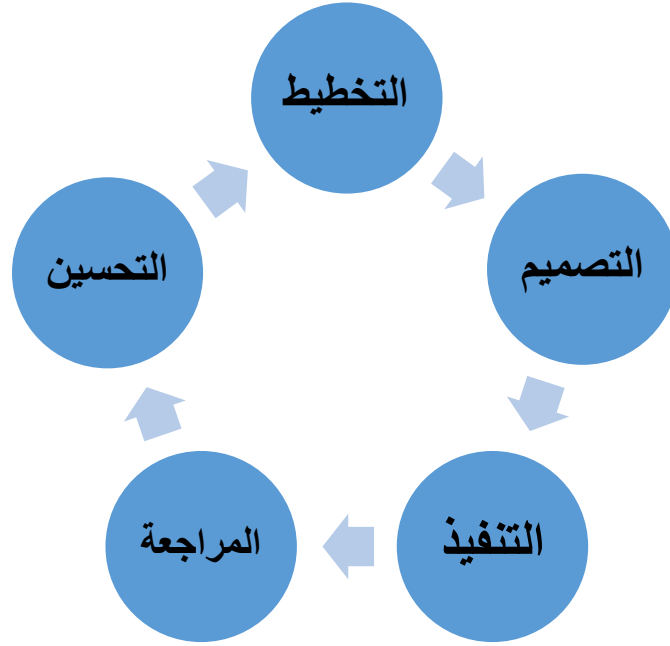 التخطيط
التصميم
التنفيذ
المراجعة
التحسين